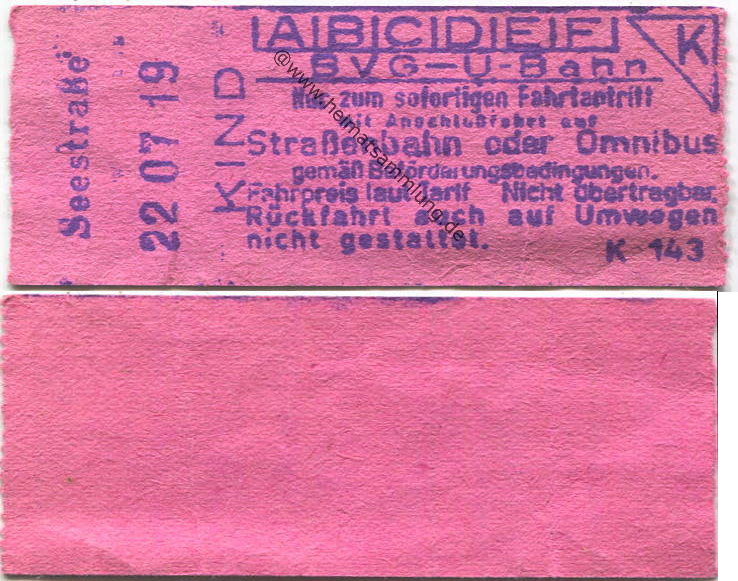 Seestraße
22 07 19
KIND
A B C D E F
K
BVG-U-Bahn
Nur zum sofortigen Fahrtantritt
mit Anschlußfahrt auf
Straßenbahn oder Omnibus
gemäß Beförderungsbedingungen.
Fahrpreis laut Tarif Nicht übertragbar.
Rückfahrt auch auf Umwegen
nicht gestattet.
K 143
@www.heimatsammlung.de